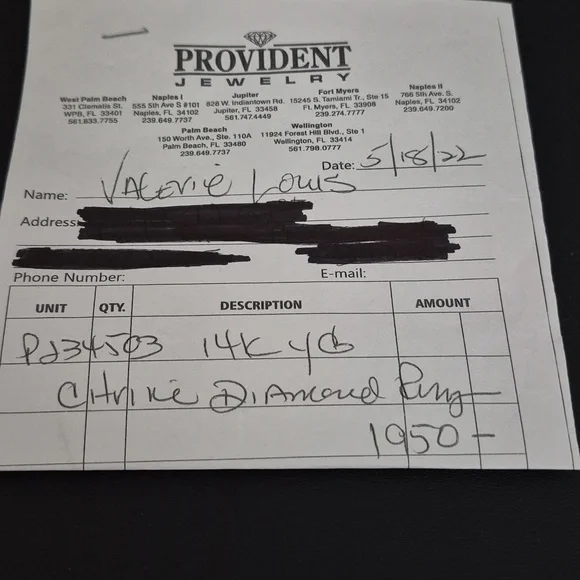 PROVIDENT
JEWELRY
West Palm Beach
331 Clematis St.
WPB, FL 33401
561.833.7755
Naples I
555 5th Ave S #101
Naples, FL 34102
239.649.7737
Jupiter
828 W. Indiantown Rd.
Jupiter, FL 33458
561.747.4449
Fort Myers
15245 S. Tamiami Tr., Ste 15
Ft. Myers, FL 33908
239.274.7777
Naples II
766 5th Ave. S.
Naples, FL 34102
239.649.7200
Palm Beach
150 Worth Ave., Ste. 110A
Palm Beach, FL 33480
239.649.7737
Wellington
11924 Forest Hill Blvd., Ste 1
Wellington, FL 33414
561.798.0777
Date: 5/18/22
Name: Valerie Louis
Address
Phone Number: E-mail:
UNIT QTY. DESCRIPTION AMOUNT
PJ34503 14K YG
Citrine Diamond Ring
1950 –